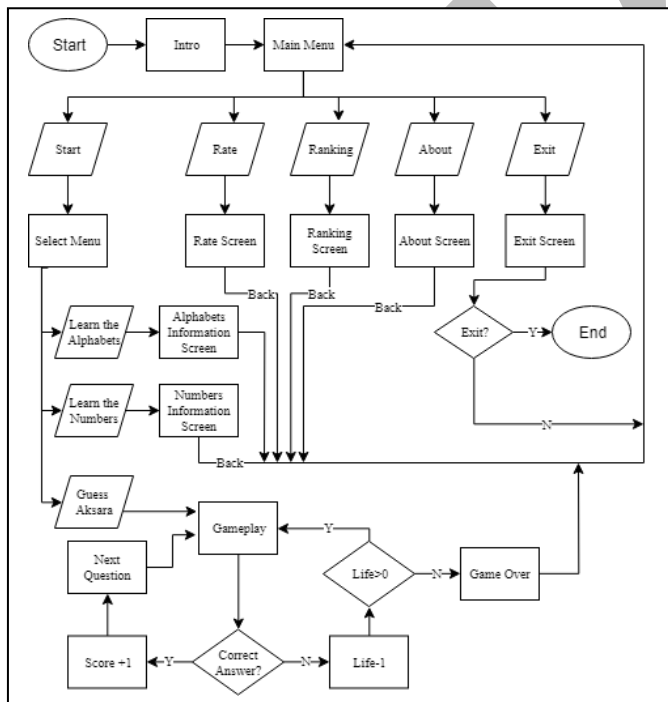 Start
Intro
Main Menu
Start
Rate
Ranking
About
Exit
Select Menu
Rate Screen
Ranking
Screen
About Screen
Exit Screen
Back
Back
Back
Learn the
Alphabets
Alphabets
Information
Screen
Exit?
Y
End
Learn the
Numbers
Numbers
Information
Screen
N
Back
Guess
Aksara
Gameplay
Y
Next
Question
Life>0
N
Game Over
Score +1
Y
Correct
Answer?
N
Life-1